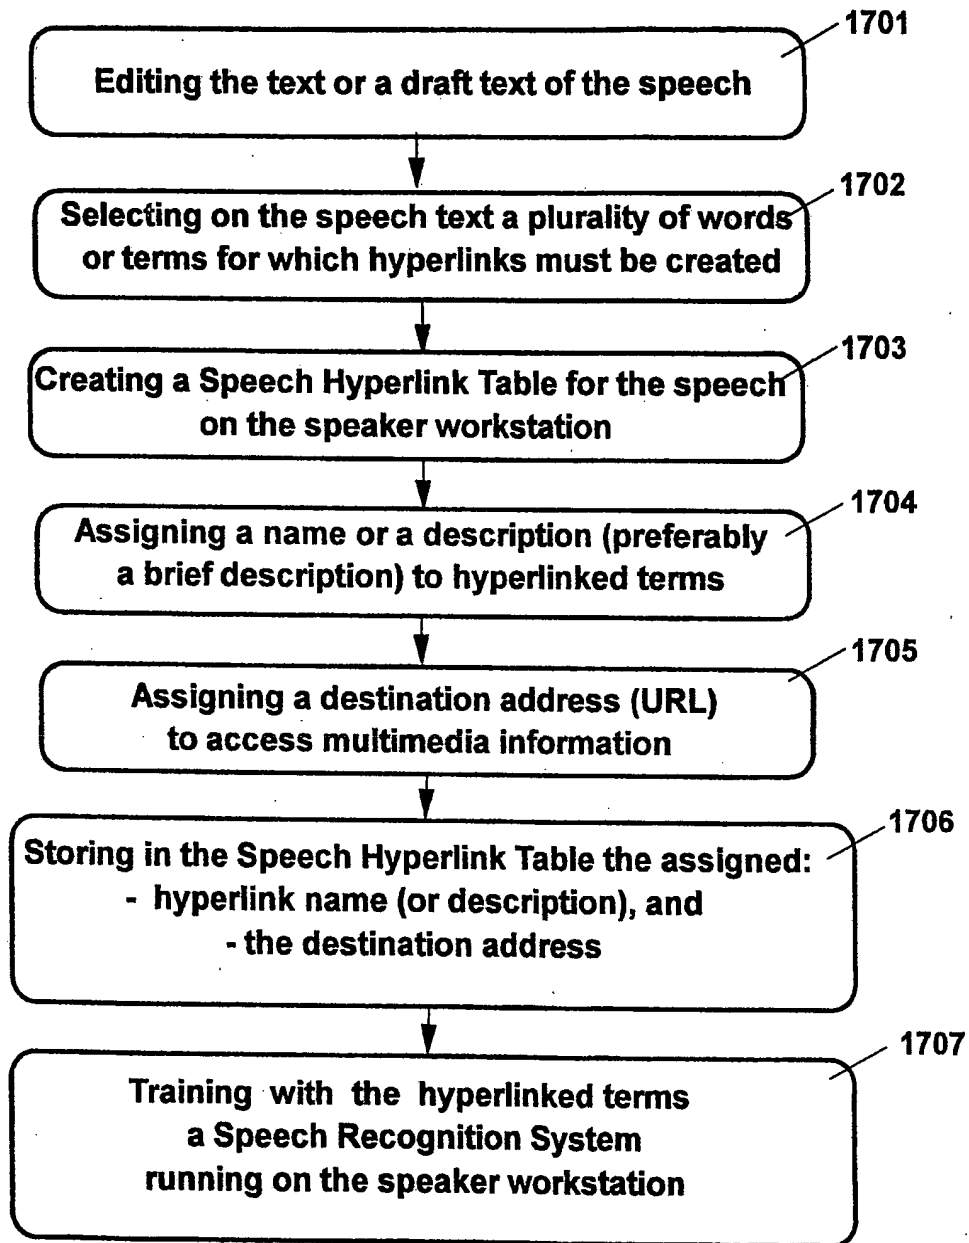 1701
Editing the text or a draft text of the speech
1702
Selecting on the speech text a plurality of words
or terms for which hyperlinks must be created
1703
Creating a Speech Hyperlink Table for the speech
on the speaker workstation
1704
Assigning a name or a description (preferably
a brief description) to hyperlinked terms
1705
Assigning a destination address (URL)
to access multimedia information
1706
Storing in the Speech Hyperlink Table the assigned:
- hyperlink name (or description), and
- the destination address
1707
Training with the hyperlinked terms
a Speech Recognition System
running on the speaker workstation